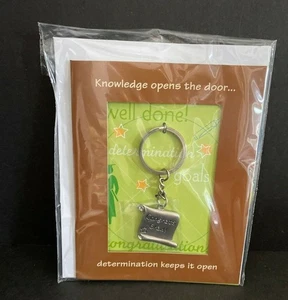 Knowledge opens the door...
well done!
determination
goals
congratulations
determination keeps it open